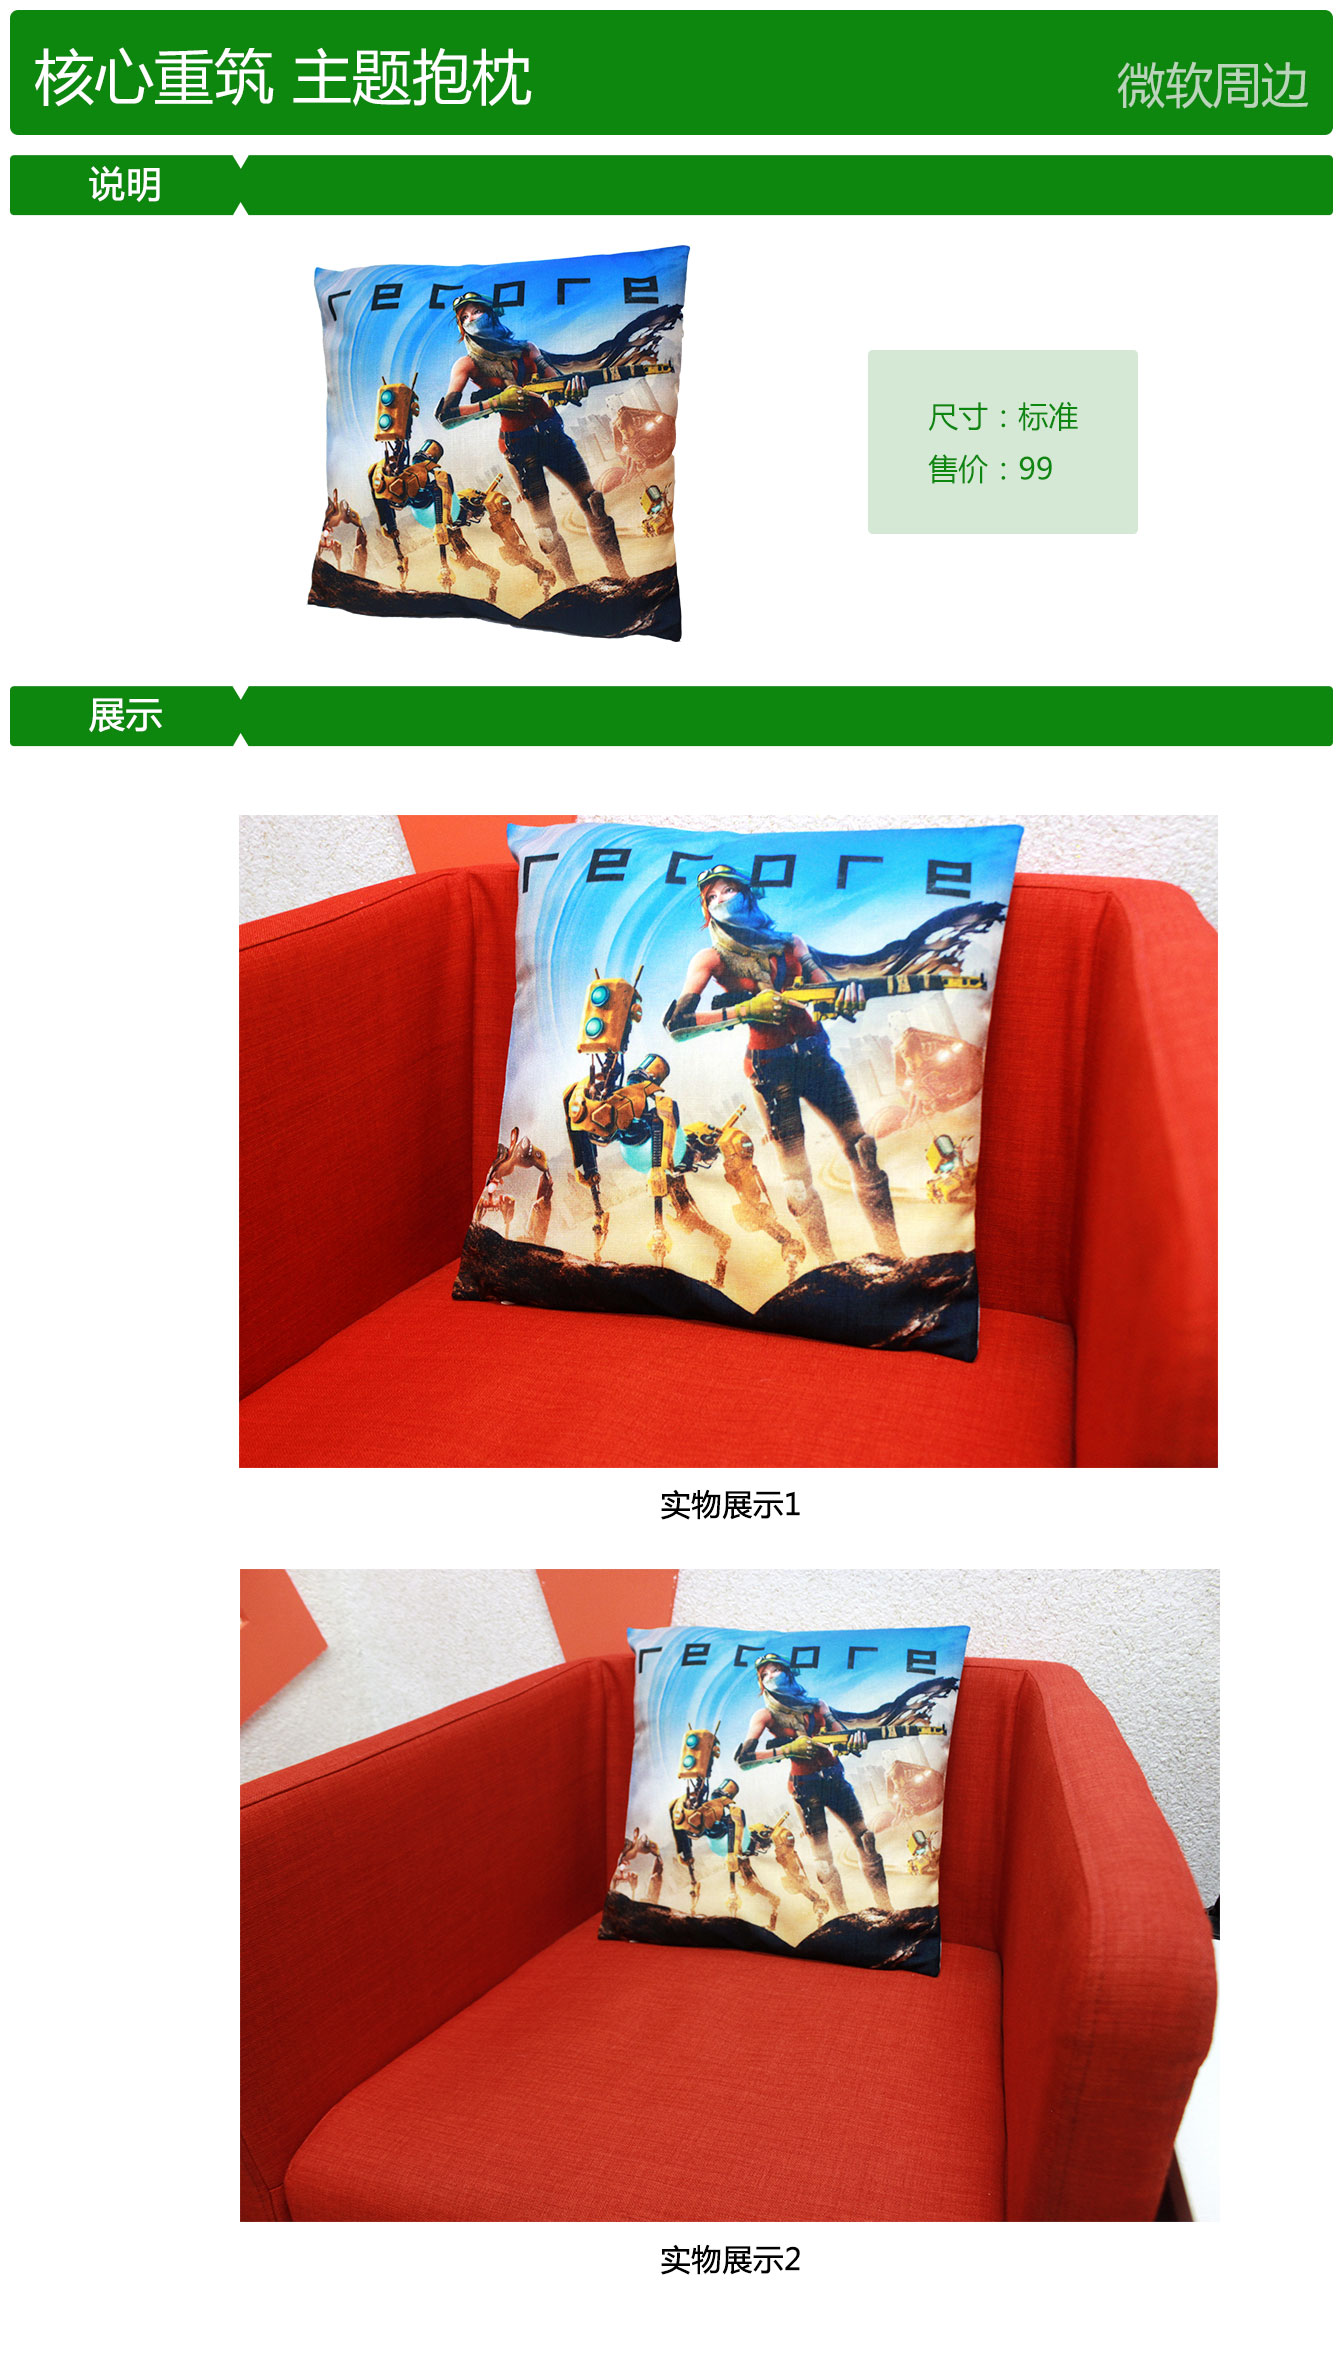 核心重筑 主题抱枕
微软周边
说明
recore
尺寸：标准
售价：99
展示
recore
实物展示1
recore
实物展示2